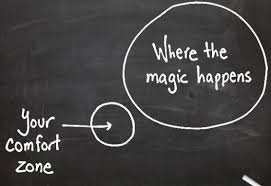 Where the
magic happens
Your
comfort
zone